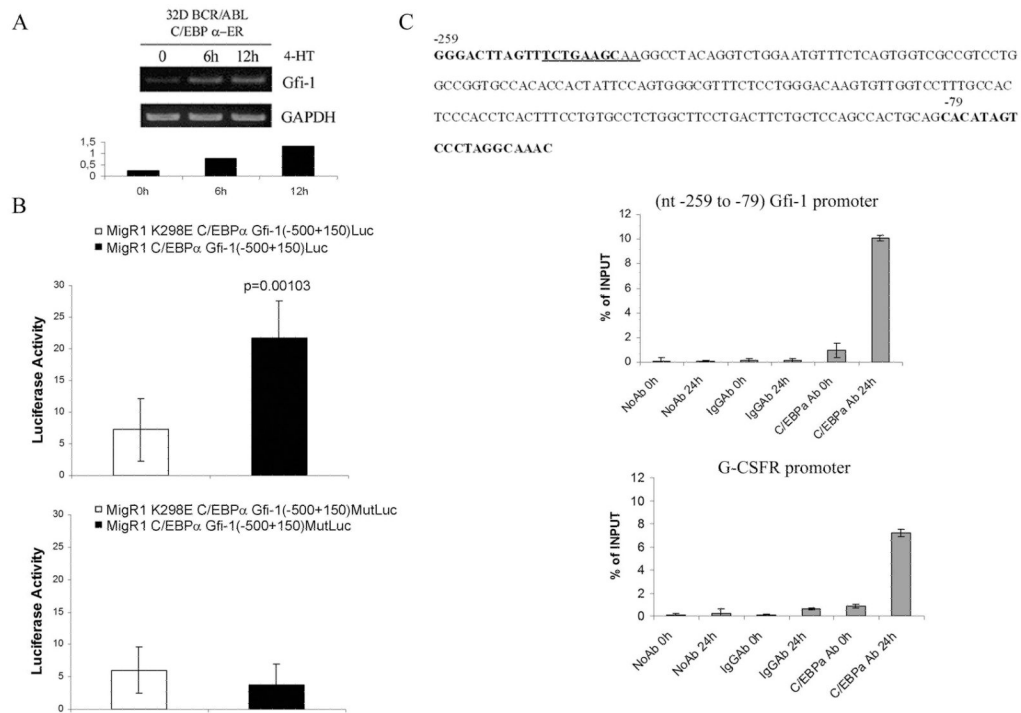 A
32D BCR/ABL
C/EBP α-ER
0 6h 12h 4-HT
Gfi-1
GAPDH
1,5
1
0,5
0
0h 6h 12h
B
MigR1 K298E C/EBPα Gfi-1(-500+150)Luc
MigR1 C/EBPα Gfi-1(-500+150)Luc
p=0.00103
Luciferase Activity
30
25
20
15
10
5
0
MigR1 K298E C/EBPα Gfi-1(-500+150)MutLuc
MigR1 C/EBPα Gfi-1(-500+150)MutLuc
Luciferase Activity
30
25
20
15
10
5
0
C
-259
GGGACTTAGTTTCTGAAGCAAGGCCTACAGGTCTGGAATGTTTCTCAGTGGTCGCCGTCCTG
GCCGGTGCCACACCACTATTCCAGTGGGCGTTTCTCCTGGGACAAGTGTTGGTCCTTTGCCAC
-79
TCCCACCTCACTTTCCTGTGCCTCTGGCTTCCTGACTTCTGCTCCAGCCACTGCAGCACATAGT
CCCTAGGCAAAC
(nt -259 to -79) Gfi-1 promoter
% of INPUT
12
10
8
6
4
2
0
NoAb 0h
NoAb 24h
IgGAb 0h
IgGAb 24h
C/EBPa Ab 0h
C/EBPa Ab 24h
G-CSFR promoter
% of INPUT
12
10
8
6
4
2
0
NoAb 0h
NoAb 24h
IgGAb 0h
IgGAb 24h
C/EBPa Ab 0h
C/EBPa Ab 24h